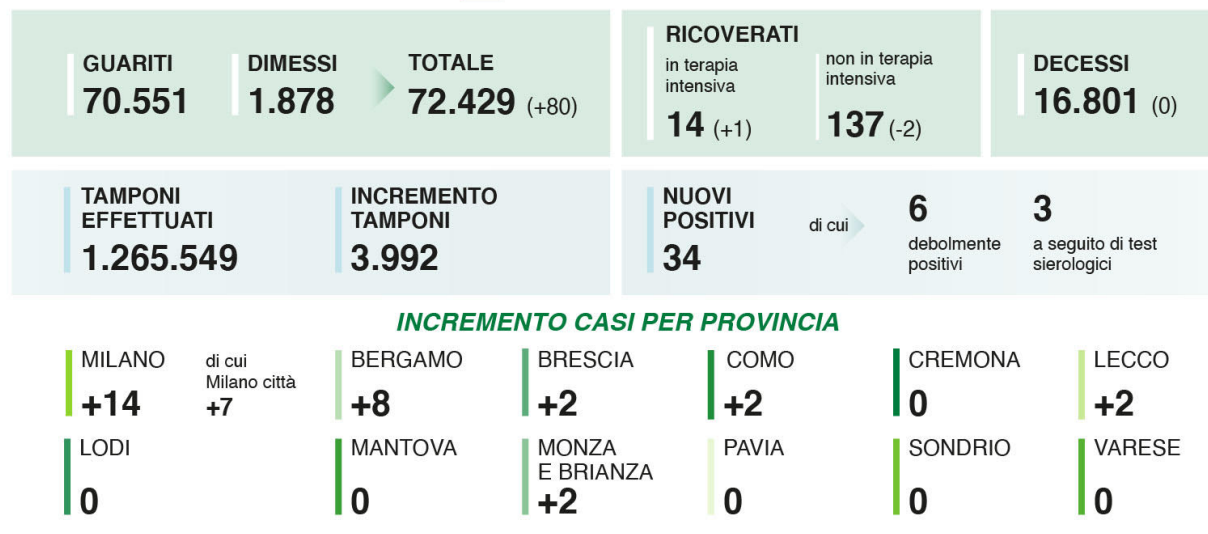 GUARITI
70.551
DIMESSI
1.878
TOTALE
72.429 (+80)
RICOVERATI
in terapia
intensiva
14 (+1)
non in terapia
intensiva
137 (-2)
DECESSI
16.801 (0)
TAMPONI
EFFETTUATI
1.265.549
INCREMENTO
TAMPONI
3.992
NUOVI
POSITIVI
34
di cui
6
debolmente
positivi
3
a seguito di test
sierologici
INCREMENTO CASI PER PROVINCIA
MILANO
+14
di cui
Milano città
+7
BERGAMO
+8
BRESCIA
+2
COMO
+2
CREMONA
0
LECCO
+2
LODI
0
MANTOVA
0
MONZA
E BRIANZA
+2
PAVIA
0
SONDRIO
0
VARESE
0